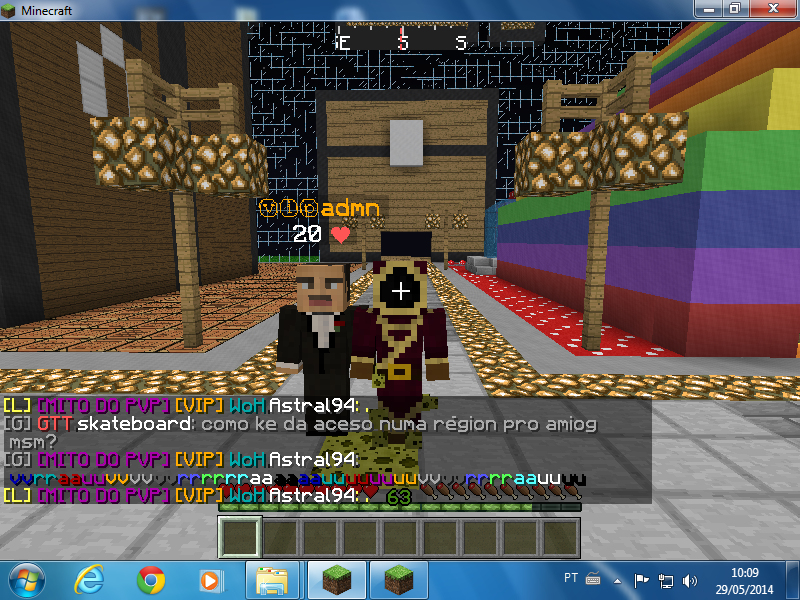 Minecraft
SE S S
ⓥⓘⓟadmn
20
[L] [MITO DO PVP] [VIP] WoH Astral94: .
[G] GTT skateboard: como ke da aceso numa région pro amiog
msm?
[G] [MITO DO PVP] [VIP] WoH Astral94:
[L] [MITO DO PVP] [VIP] WoH Astral94: .
63
PT
10:09
29/05/2014